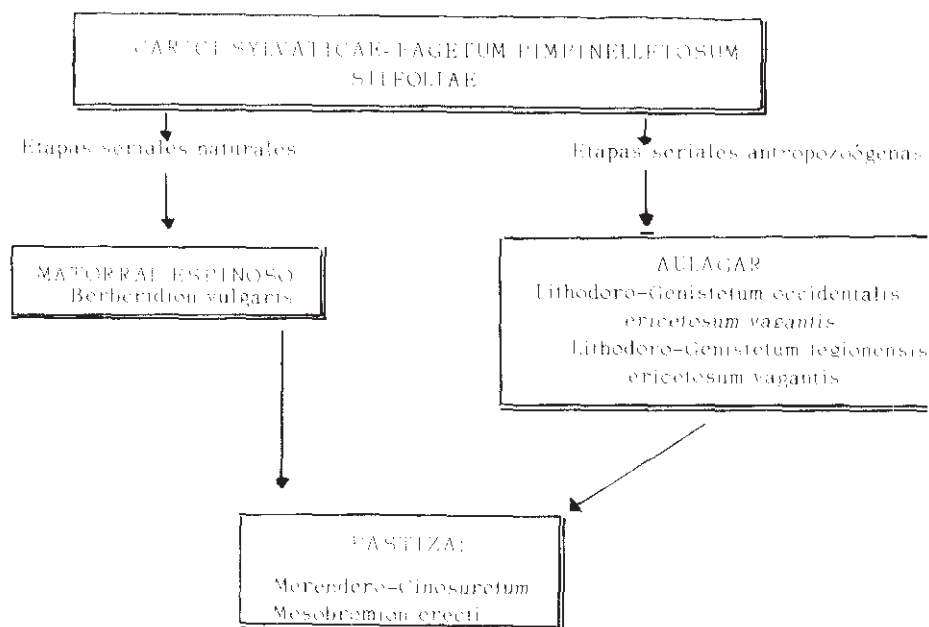 CARICI SYLVATICAE-FAGETUM PIMPINELLETOSUM
SIIFOLIAE
Etapas seriales naturales
Etapas seriales antropozoógenas
MATORRAL ESPINOSO
Berberidion vulgaris
AULAGAR
Lithodoro-Genistetum occidentalis
ericetosum vagantis
Lithodoro-Genistetum legionensis
ericetosum vagantis
PASTIZA:
Merendero-Cinosuretum
Mesobromion erecti